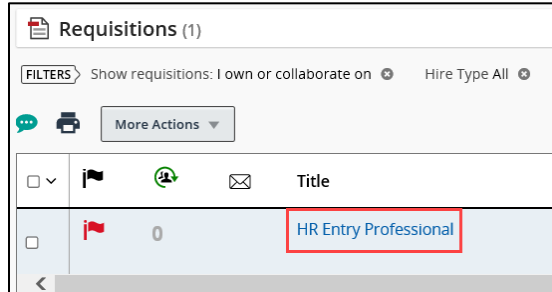 Requisitions (1)
FILTERS Show requisitions: I own or collaborate on Hire Type All
More Actions
Title
0 HR Entry Professional